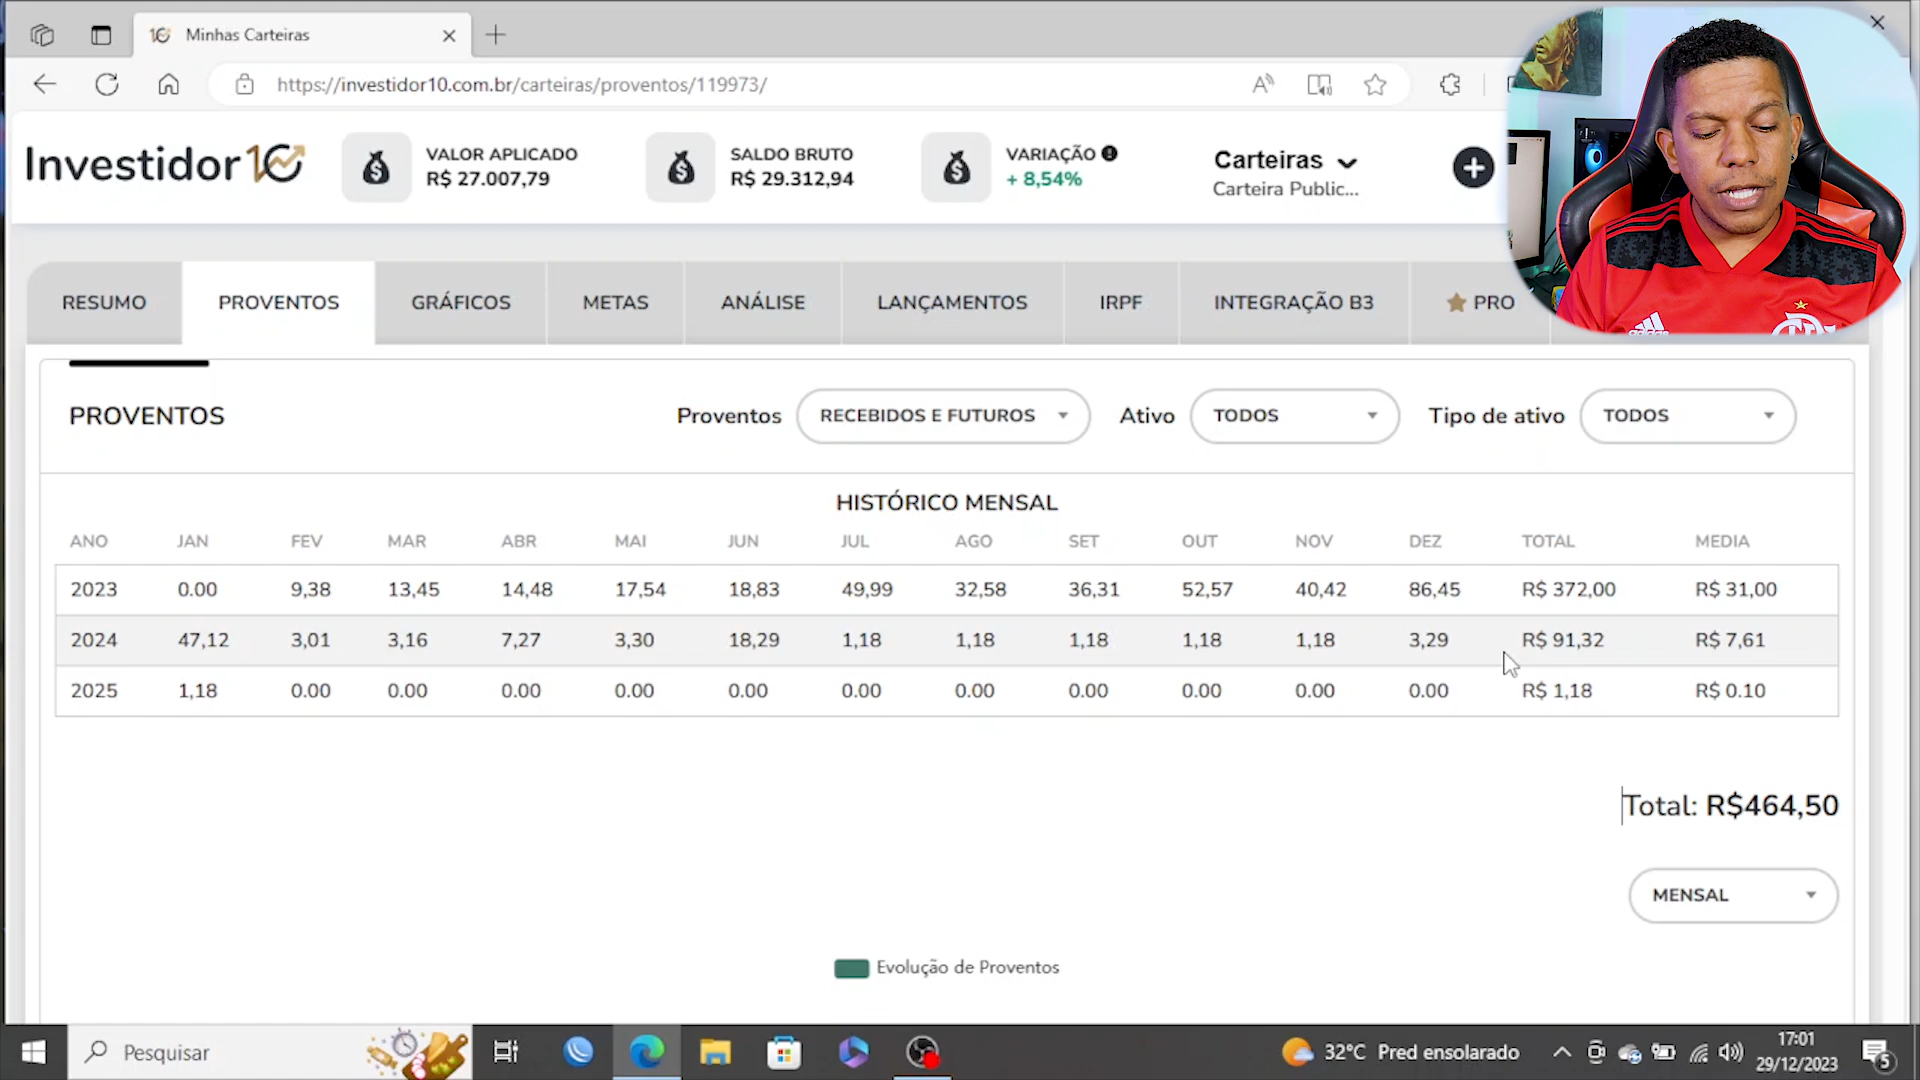 Minhas Carteiras
https://investidor10.com.br/carteiras/proventos/119973/
Investidor10
VALOR APLICADO
R$ 27.007,79
SALDO BRUTO
R$ 29.312,94
VARIAÇÃO
+ 8,54%
Carteiras
Carteira Public...
RESUMO PROVENTOS GRÁFICOS METAS ANÁLISE LANÇAMENTOS IRPF INTEGRAÇÃO B3 PRO
PROVENTOS Proventos RECEBIDOS E FUTUROS Ativo TODOS Tipo de ativo TODOS
HISTÓRICO MENSAL
ANO JAN FEV MAR ABR MAI JUN JUL AGO SET OUT NOV DEZ TOTAL MEDIA
2023 0.00 9,38 13,45 14,48 17,54 18,83 49,99 32,58 36,31 52,57 40,42 86,45 R$ 372,00 R$ 31,00
2024 47,12 3,01 3,16 7,27 3,30 18,29 1,18 1,18 1,18 1,18 1,18 3,29 R$ 91,32 R$ 7,61
2025 1,18 0.00 0.00 0.00 0.00 0.00 0.00 0.00 0.00 0.00 0.00 0.00 R$ 1,18 R$ 0.10
Total: R$464,50
MENSAL
Evolução de Proventos
Pesquisar
32°C Pred ensolarado
17:01
29/12/2023
5
adidas
CRF